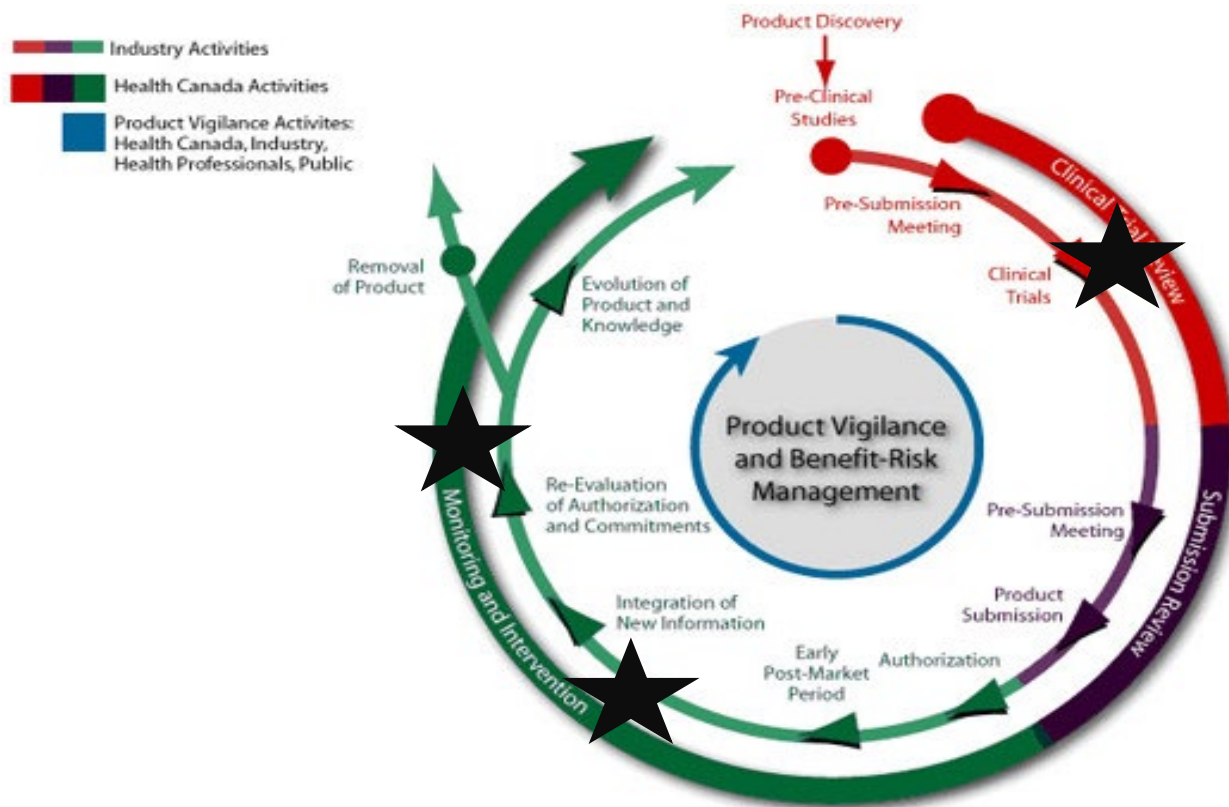 Industry Activities
Health Canada Activities
Product Vigilance Activites:
Health Canada, Industry,
Health Professionals, Public
Product Discovery
Pre-Clinical
Studies
Pre-Submission
Meeting
Clinical
Trials
Clinical Trial
Pre-Submission
Meeting
Product
Submission
Submission Review
Authorization
Early
Post-Market
Period
Integration of
New Information
Re-Evaluation
of Authorization
and Commitments
Monitoring and Intervention
Evolution of
Product and
Knowledge
Removal
of Product
Product Vigilance
and Benefit-Risk
Management